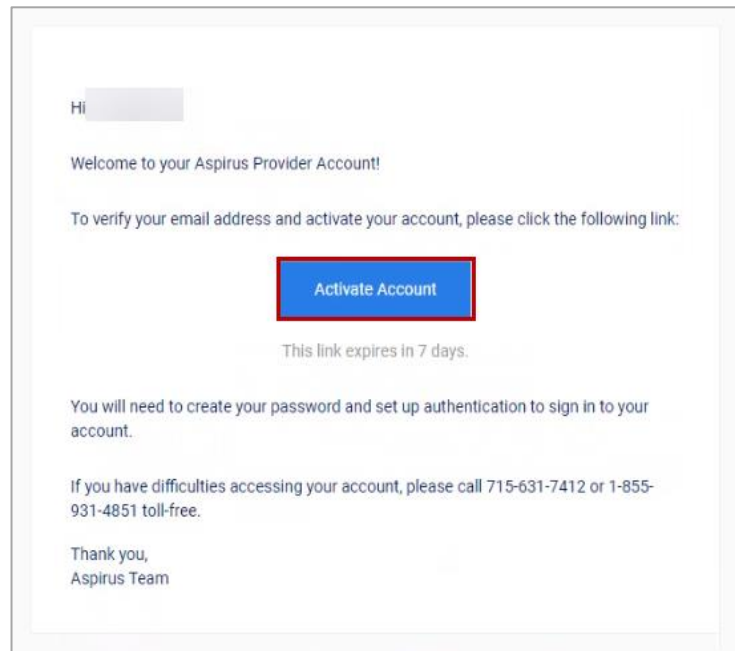 Hi
Welcome to your Aspirus Provider Account!
To verify your email address and activate your account, please click the following link:
Activate Account
This link expires in 7 days.
You will need to create your password and set up authentication to sign in to your
account.
If you have difficulties accessing your account, please call 715-631-7412 or 1-855-
931-4851 toll-free.
Thank you,
Aspirus Team